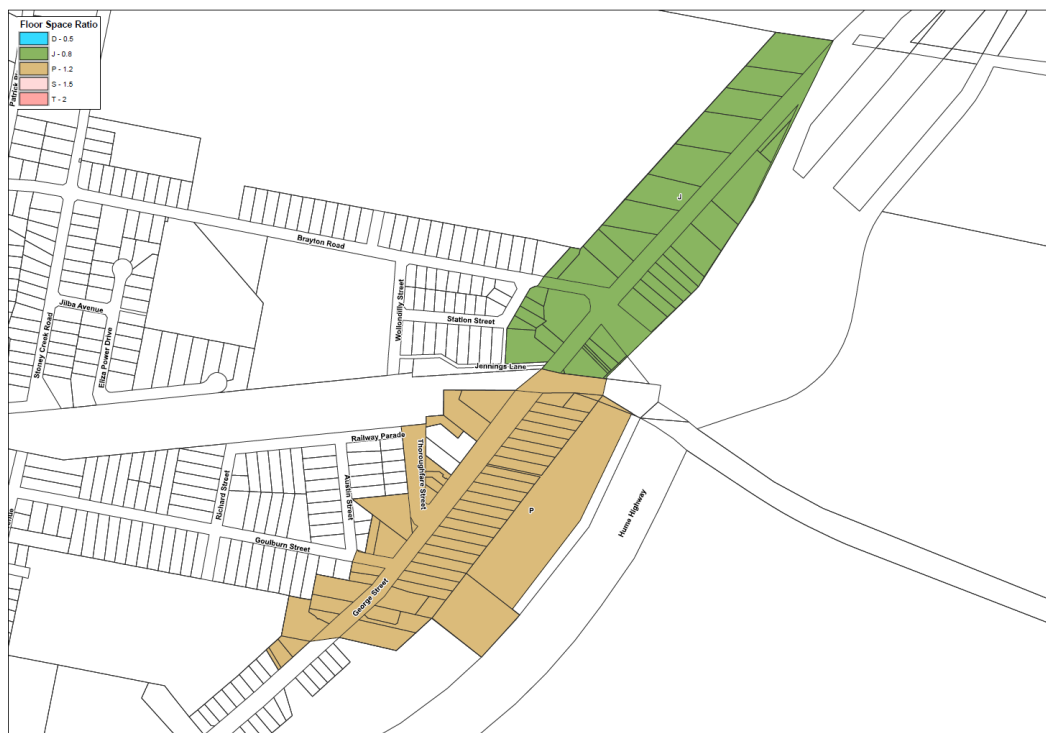 Floor Space Ratio
D - 0.5
J - 0.8
P - 1.2
S - 1.5
T - 2
Patrick
J
Brayton Road
Wollondilly Street
Jilba Avenue
Station Street
Stoney Creek Road
Eliza Power Drive
Jennings Lane
Railway Parade
Thoroughfare Street
Richard Street
Austin Street
P
Hume Highway
Goulburn Street
George Street